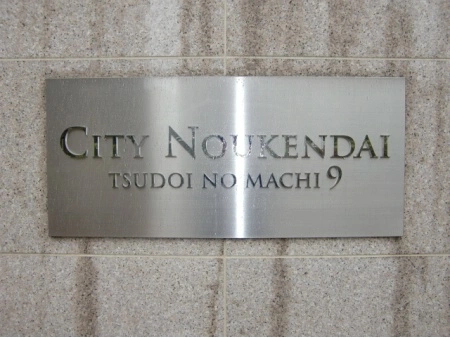 CITY NOUKENDAI
TSUDOI NO MACHI 9